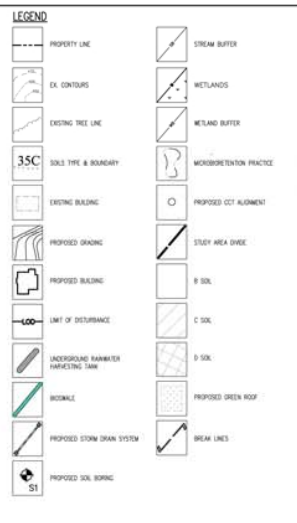 LEGEND
PROPERTY LINE
EX. CONTOURS
EXISTING TREE LINE
35C
SOILS TYPE & BOUNDARY
EXISTING BUILDING
PROPOSED GRADING
PROPOSED BUILDING
LOD
LIMIT OF DISTURBANCE
UNDERGROUND RAINWATER
HARVESTING TANK
BIOSWALE
PROPOSED STORM DRAIN SYSTEM
S1
PROPOSED SOIL BORING
STREAM BUFFER
WETLANDS
WETLAND BUFFER
MICROBIORETENTION PRACTICE
PROPOSED CCT ALIGNMENT
STUDY AREA DIVIDE
B SOIL
C SOIL
D SOIL
PROPOSED GREEN ROOF
BREAK LINES